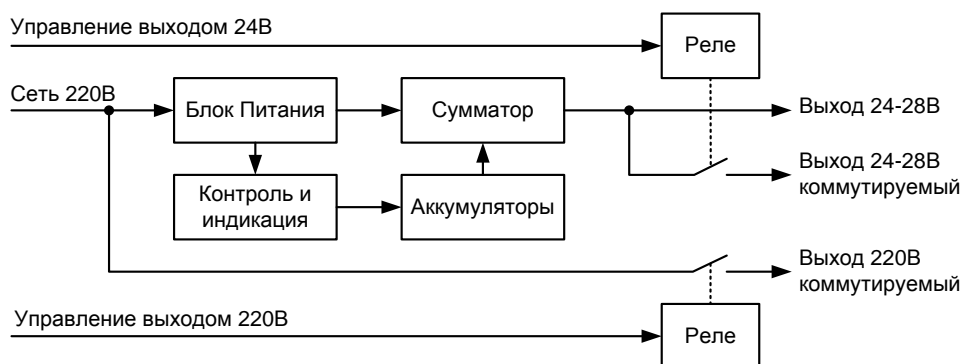 Управление выходом 24В
Реле
Сеть 220В
Блок Питания
Сумматор
Выход 24-28В
Выход 24-28В
коммутируемый
Контроль и
индикация
Аккумуляторы
Выход 220В
коммутируемый
Управление выходом 220В
Реле